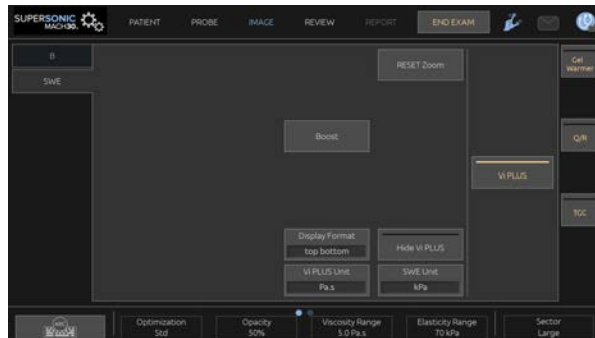 SUPERSONIC
MACH30.
PATIENT
PROBE
IMAGE
REVIEW
REPORT
END EXAM
B
SWE
RESET Zoom
Gel
Warmer
Boost
Q/R
Vi PLUS
TGC
Display Format
top bottom
Hide Vi PLUS
Vi PLUS Unit
Pa.s
SWE Unit
kPa
ABC
Optimization
Std
Opacity
50%
Viscosity Range
5.0 Pa.s
Elasticity Range
70 kPa
Sector
Large